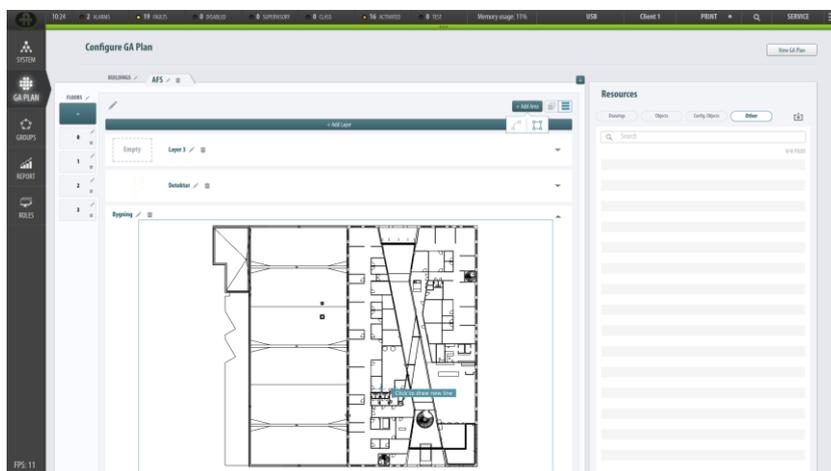 10:24 2 ALARMS 19 FAULTS 0 DISABLED 0 SUPERVISORY 0 CLASS 16 ACTIVATED 0 TEST Memory usage: 11% USB Client 1 PRINT SERVICE
Configure GA Plan
View GA Plan
SYSTEM
GA PLAN
GROUPS
REPORT
ROLES
FPS: 11
BUILDINGS
AFS
FLOORS
+ Add Area
+ Add Layer
0
1
2
3
Empty
Layer 3
Detektor
Bygning
Click to draw new line
Resources
Drawings Objects Config. Objects Other
Search